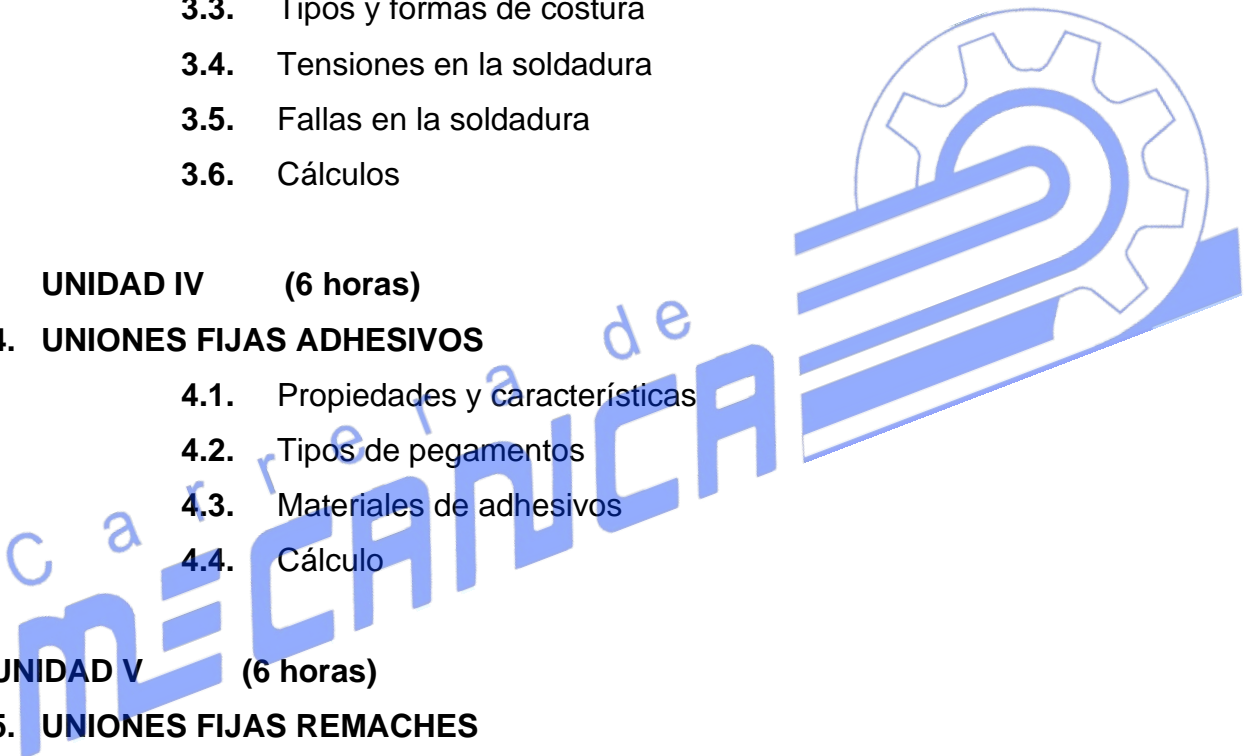 3.3. Tipos y formas de costura
3.4. Tensiones en la soldadura
3.5. Fallas en la soldadura
3.6. Cálculos
UNIDAD IV (6 horas)
4. UNIONES FIJAS ADHESIVOS
4.1. Propiedades y características
4.2. Tipos de pegamentos
4.3. Materiales de adhesivos
4.4. Cálculo
UNIDAD V (6 horas)
5. UNIONES FIJAS REMACHES
Carrera de
MECANICA